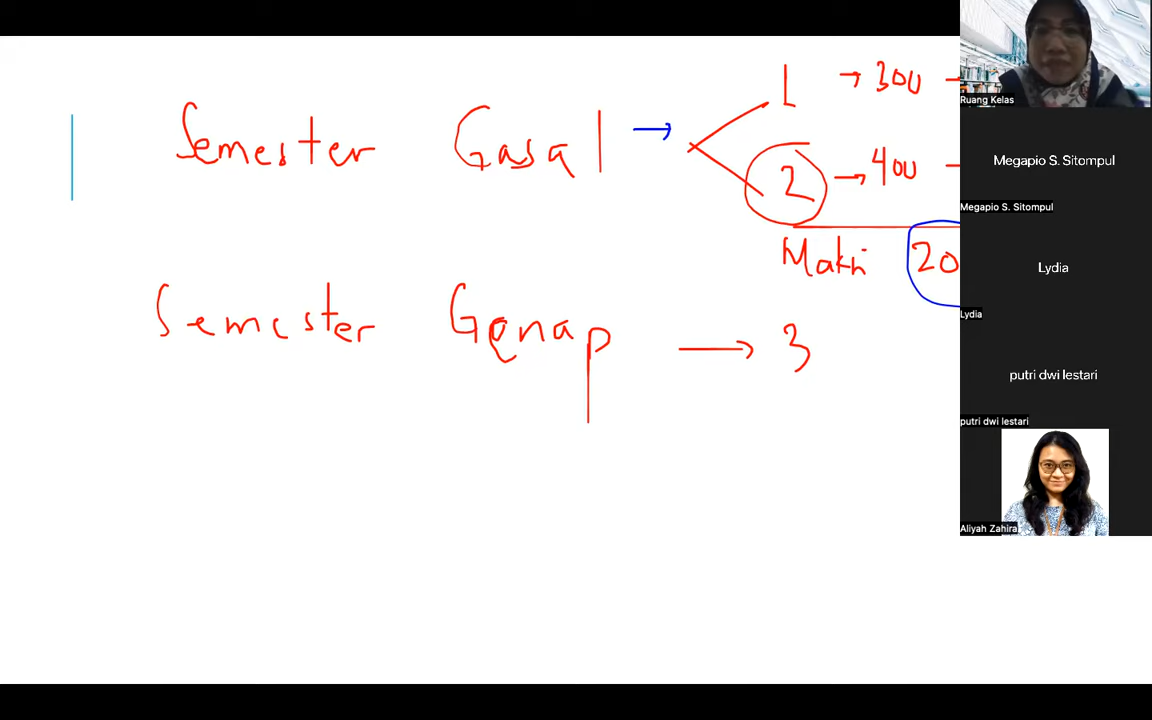 1 → 300 –
Semester Gasal →
2 → 400 –
Makri 20
Semester Genap → 3
Ruang Kelas
Megapio S. Sitompul
Megapio S. Sitompul
Lydia
Lydia
putri dwi lestari
putri dwi lestari
Aliyah Zahira